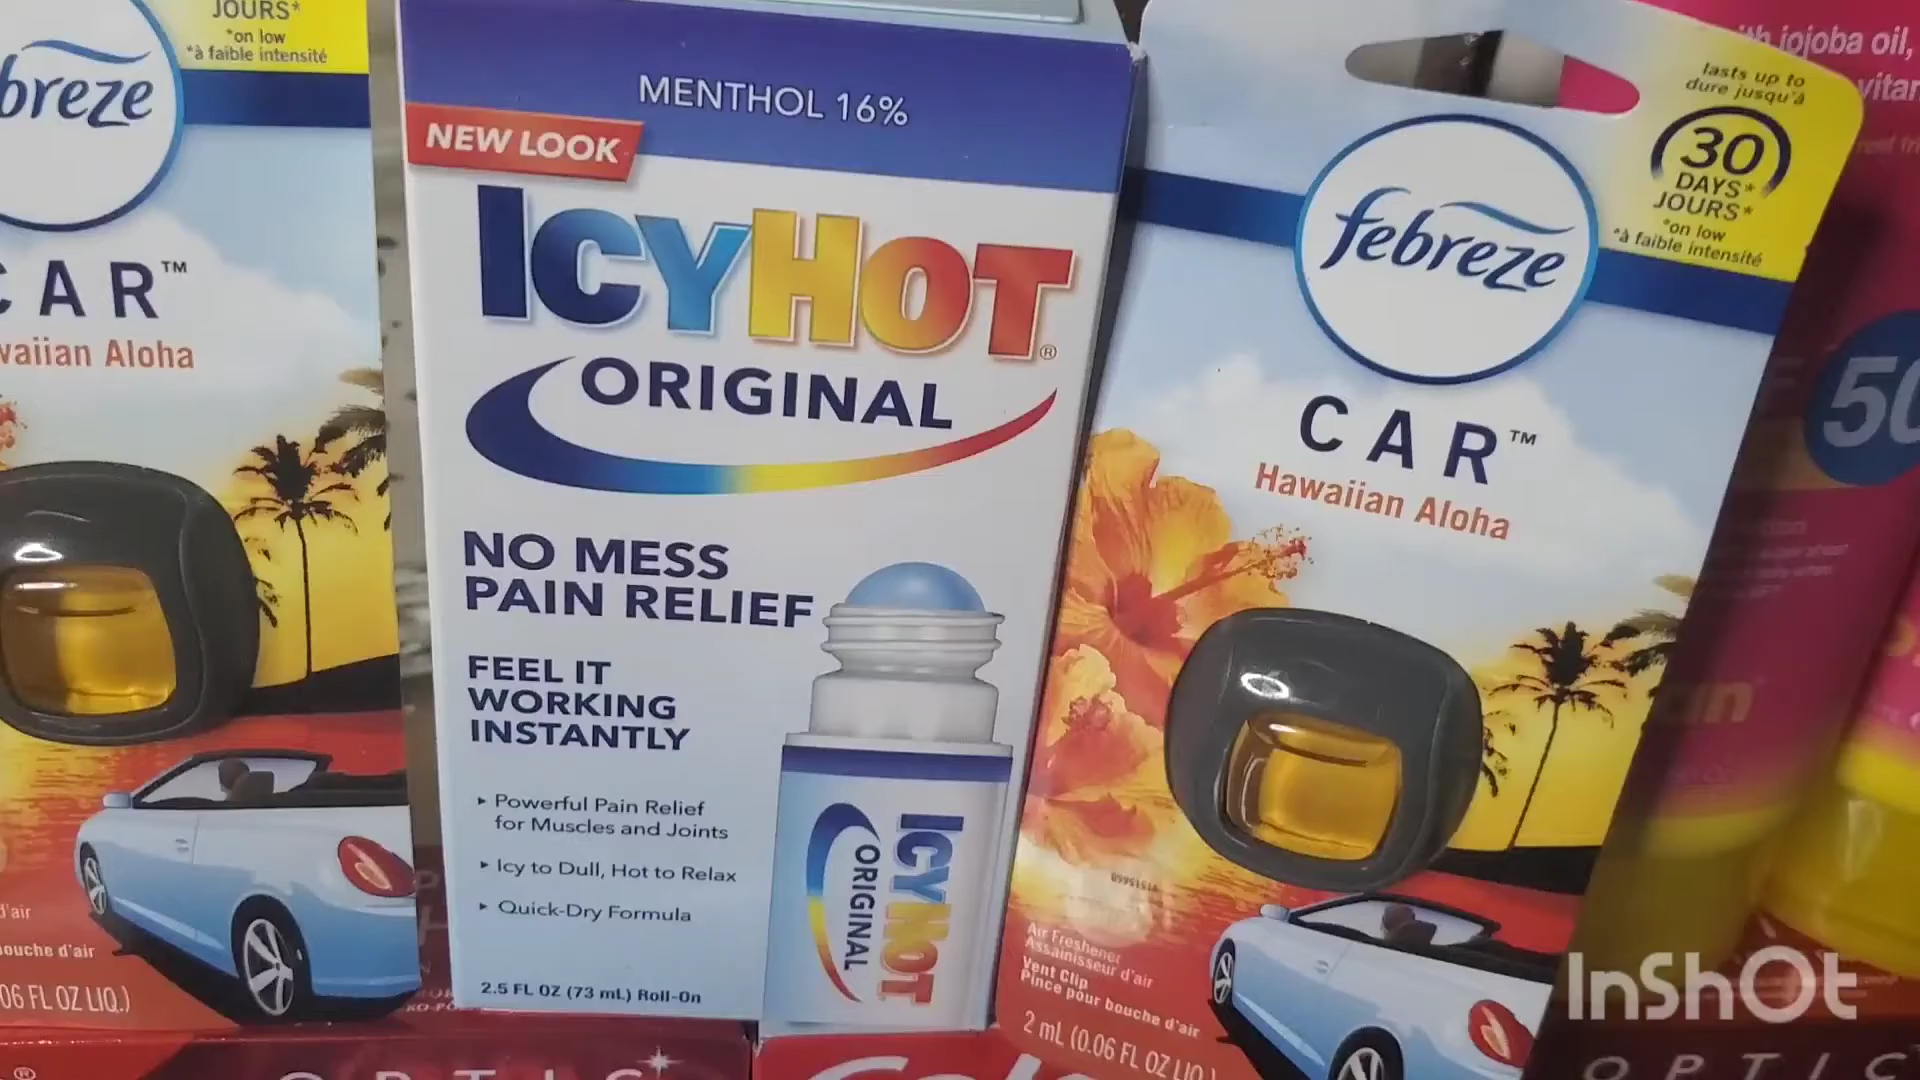 JOURS*
*on low
*à faible intensité
breze
CAR™
Hawaiian Aloha
d'air
bouche d'air
06 FL OZ LIQ.)
MENTHOL 16%
NEW LOOK
ICYHOT®
ORIGINAL
NO MESS
PAIN RELIEF
FEEL IT
WORKING
INSTANTLY
▸ Powerful Pain Relief
for Muscles and Joints
▸ Icy to Dull, Hot to Relax
▸ Quick-Dry Formula
2.5 FL OZ (73 mL) Roll-On
ICYHOT
ORIGINAL
lasts up to
dure jusqu'à
30
DAYS*
JOURS*
*on low
*à faible intensité
febreze
CAR™
Hawaiian Aloha
Air Freshener
Assainisseur d'air
Vent Clip
Pince pour bouche d'air
2 mL (0.06 FL OZ LIQ.)
jojoba oil,
50
InShOt
OPTIC
OPTIC